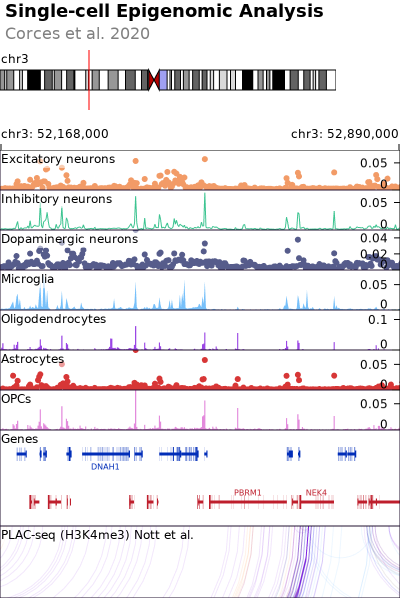 Single-cell Epigenomic Analysis
Corces et al. 2020
chr3
chr3: 52,168,000
chr3: 52,890,000
Excitatory neurons
0.05
0
Inhibitory neurons
0.05
0
Dopaminergic neurons
0.04
0.02
0
Microglia
0.05
0
Oligodendrocytes
0.1
0
Astrocytes
0.05
0
OPCs
0.05
0
Genes
DNAH1
PBRM1
NEK4
PLAC-seq (H3K4me3) Nott et al.